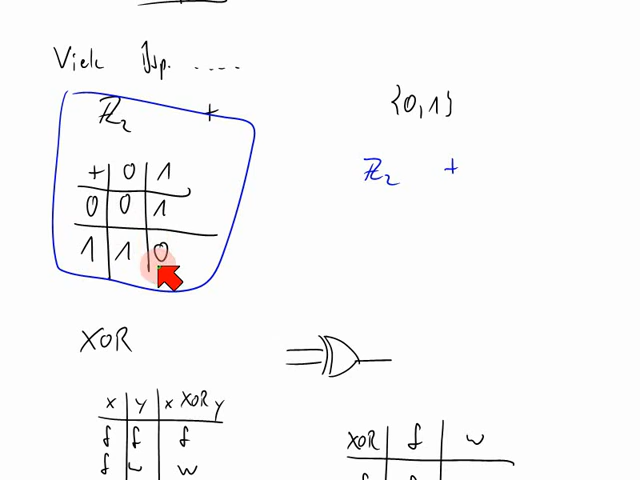 Viele Bsp. ....
ℤ₂ +
{0,1}
ℤ₂ +
+ 0 1
0 0 1
1 1 0
XOR
x y x XOR y
f f f
f w w
XOR f w